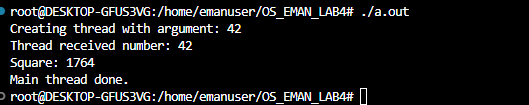 root@DESKTOP-GFUS3VG:/home/emanuser/OS_EMAN_LAB4# ./a.out
Creating thread with argument: 42
Thread received number: 42
Square: 1764
Main thread done.
root@DESKTOP-GFUS3VG:/home/emanuser/OS_EMAN_LAB4#